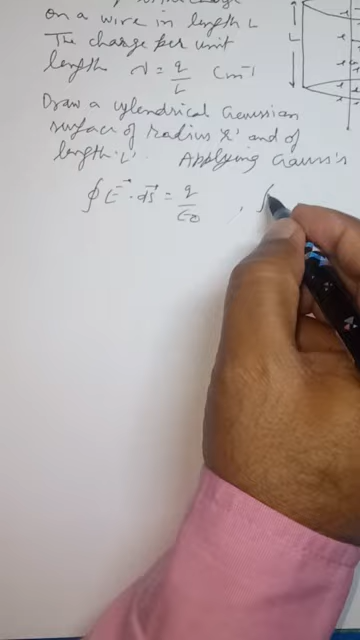 on a wire in length L
The charge per unit
length λ = q/L Cm⁻¹
Draw a cylendrical Gaussian
surface of radius 'r' and of
length 'L'. Applying Gauss's
∮ E⃗ · ds⃗ = q/ε₀ , ∫
L